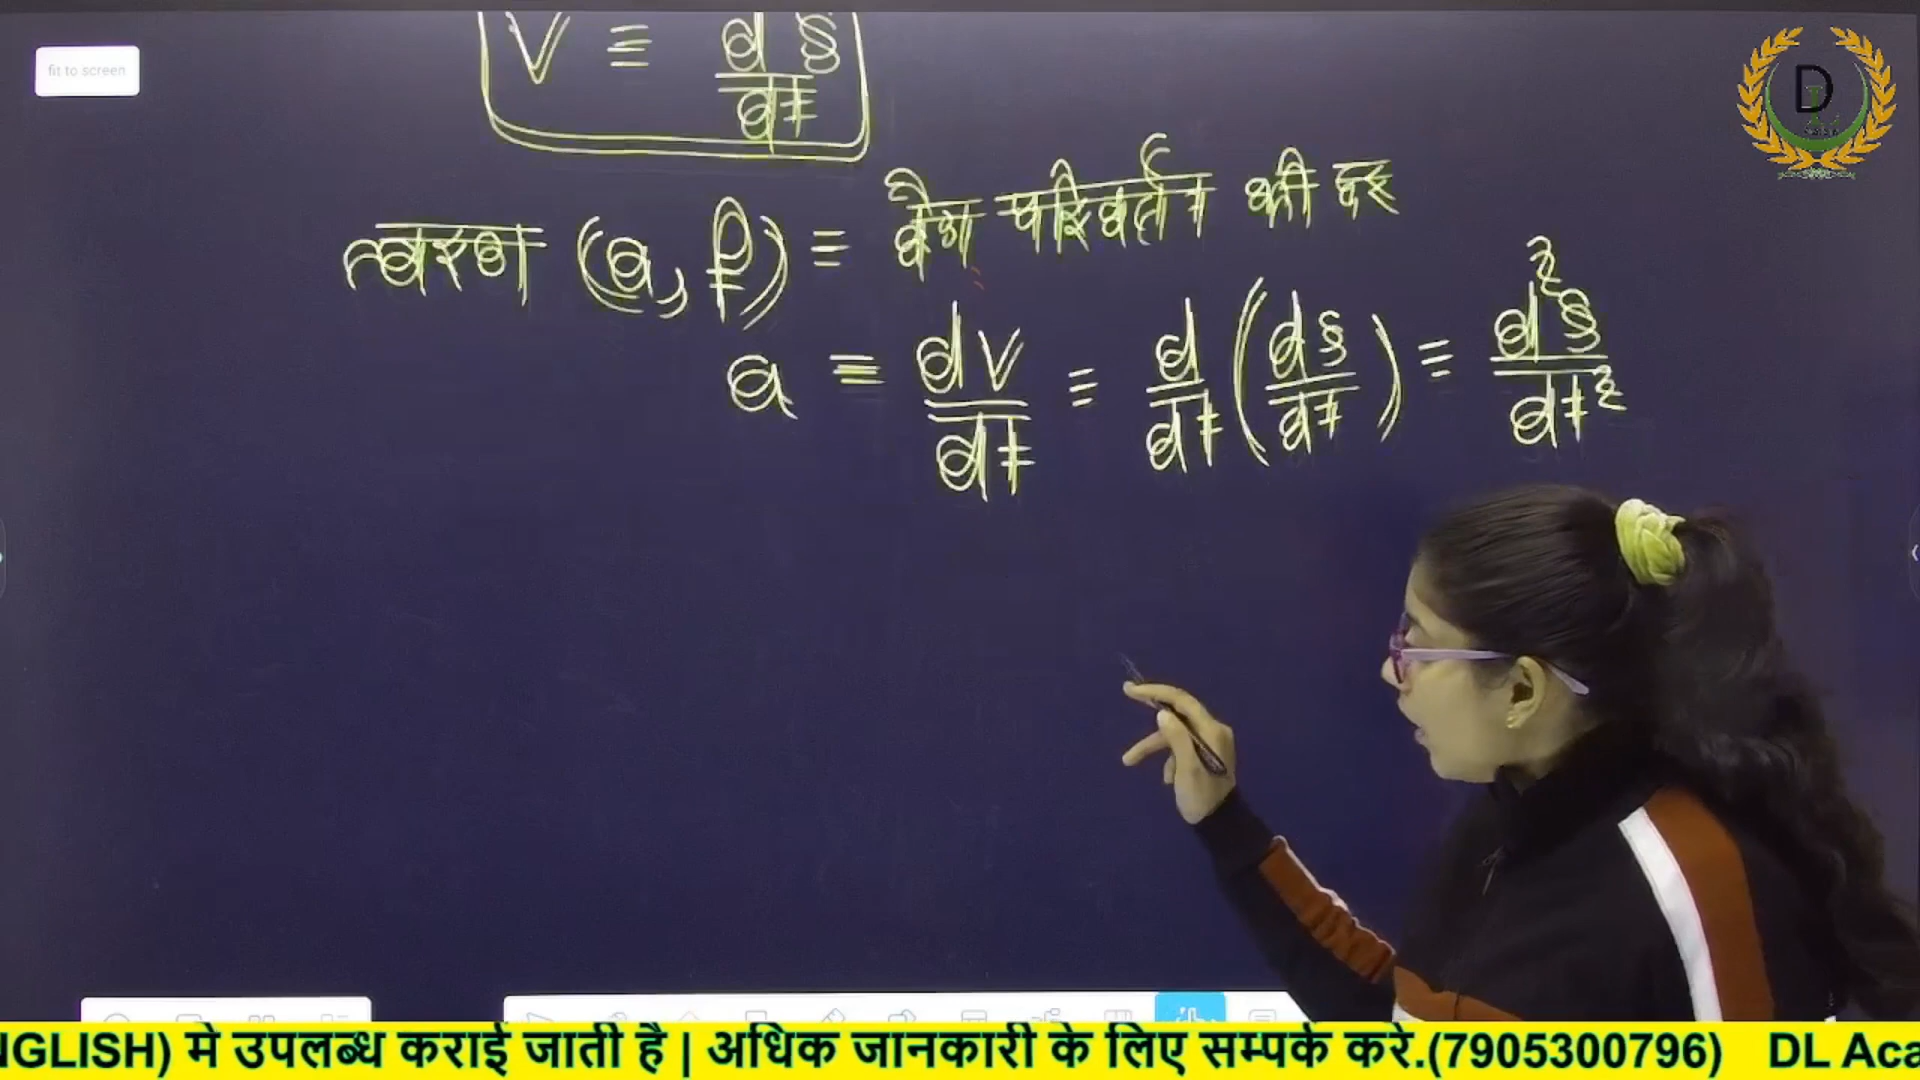 fit to screen
V = ds/dt
त्वरण (a, f) = वेग परिवर्तन की दर
a = dv/dt = d/dt (ds/dt) = d²s/dt²
D
NGLISH) मे उपलब्ध कराई जाती है | अधिक जानकारी के लिए सम्पर्क करे.(7905300796) DL Aca